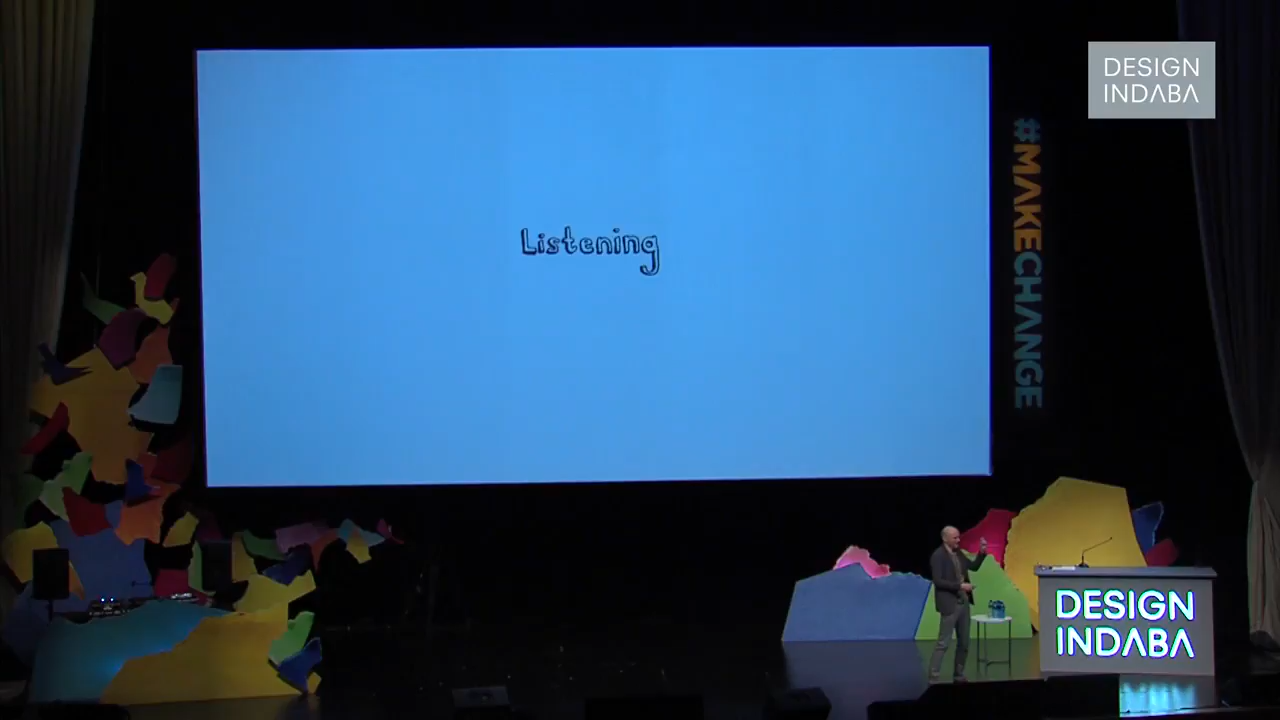 Listening
DESIGN
INDABA
#MAKECHANGE
DESIGN
INDABA